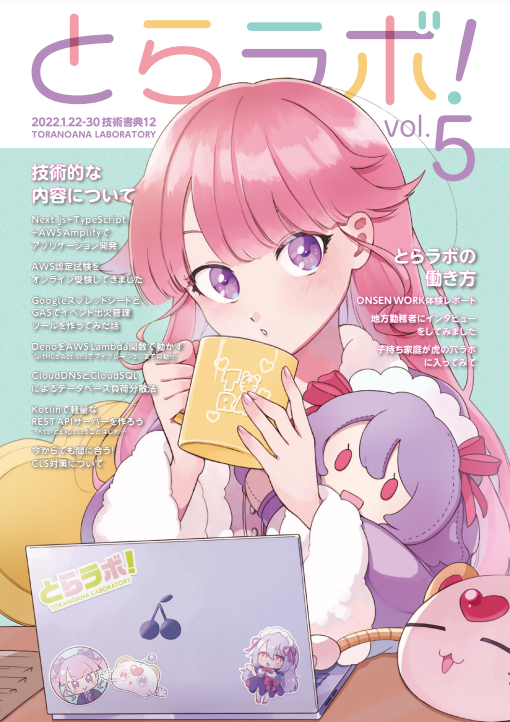 とらラボ!
2022.1.22-30 技術書典12
TORANOANA LABORATORY
vol.5
技術的な
内容について
Next.js+TypeScript
+AWS Amplifyで
アプリケーション開発
AWS認定試験を
オンライン受験してきました
Googleスプレッドシートと
GASでイベント出欠管理
ツールを作ってみた話
DenoをAWS Lambda関数で動かす
CloudDNSとCloudSQL
によるデータベース負荷分散法
Kotlinで軽量な
REST APIサーバーを作ろう
今からでも間に合う!
CLS対策について
とらラボの
働き方
ONSEN WORK体験レポート
地方勤務者にインタビュー
をしてみました
子持ち家庭が虎の穴ラボ
に入ってみて
TORA
とらラボ!
TORANOANA LABORATORY